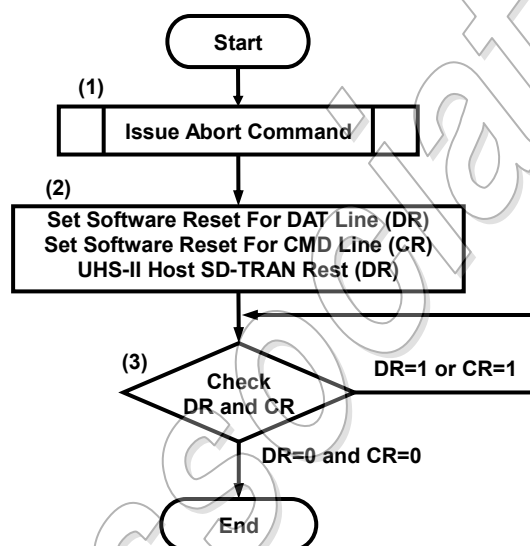 Start
(1)
Issue Abort Command
(2)
Set Software Reset For DAT Line (DR)
Set Software Reset For CMD Line (CR)
UHS-II Host SD-TRAN Rest (DR)
(3)
Check
DR and CR
DR=1 or CR=1
DR=0 and CR=0
End